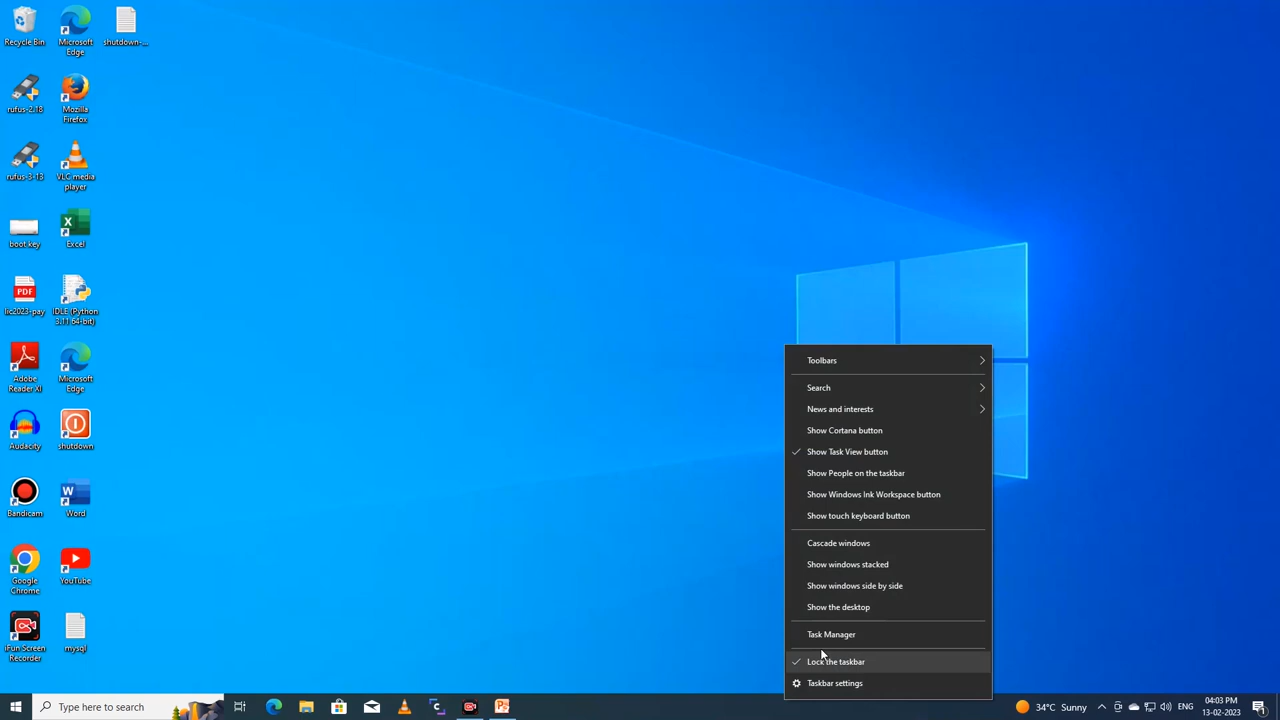 Recycle Bin
Microsoft
Edge
shutdown-...
rufus-2.18
Mozilla
Firefox
rufus-3-13
VLC media
player
boot key
Excel
lic2023-pay
IDLE (Python
3.11 64-bit)
Adobe
Reader XI
Microsoft
Edge
Audacity
shutdown
Bandicam
Word
Google
Chrome
YouTube
iFun Screen
Recorder
mysql
Toolbars
Search
News and interests
Show Cortana button
Show Task View button
Show People on the taskbar
Show Windows Ink Workspace button
Show touch keyboard button
Cascade windows
Show windows stacked
Show windows side by side
Show the desktop
Task Manager
Lock the taskbar
Taskbar settings
Type here to search
34°C Sunny
ENG
04:03 PM
13-02-2023
1